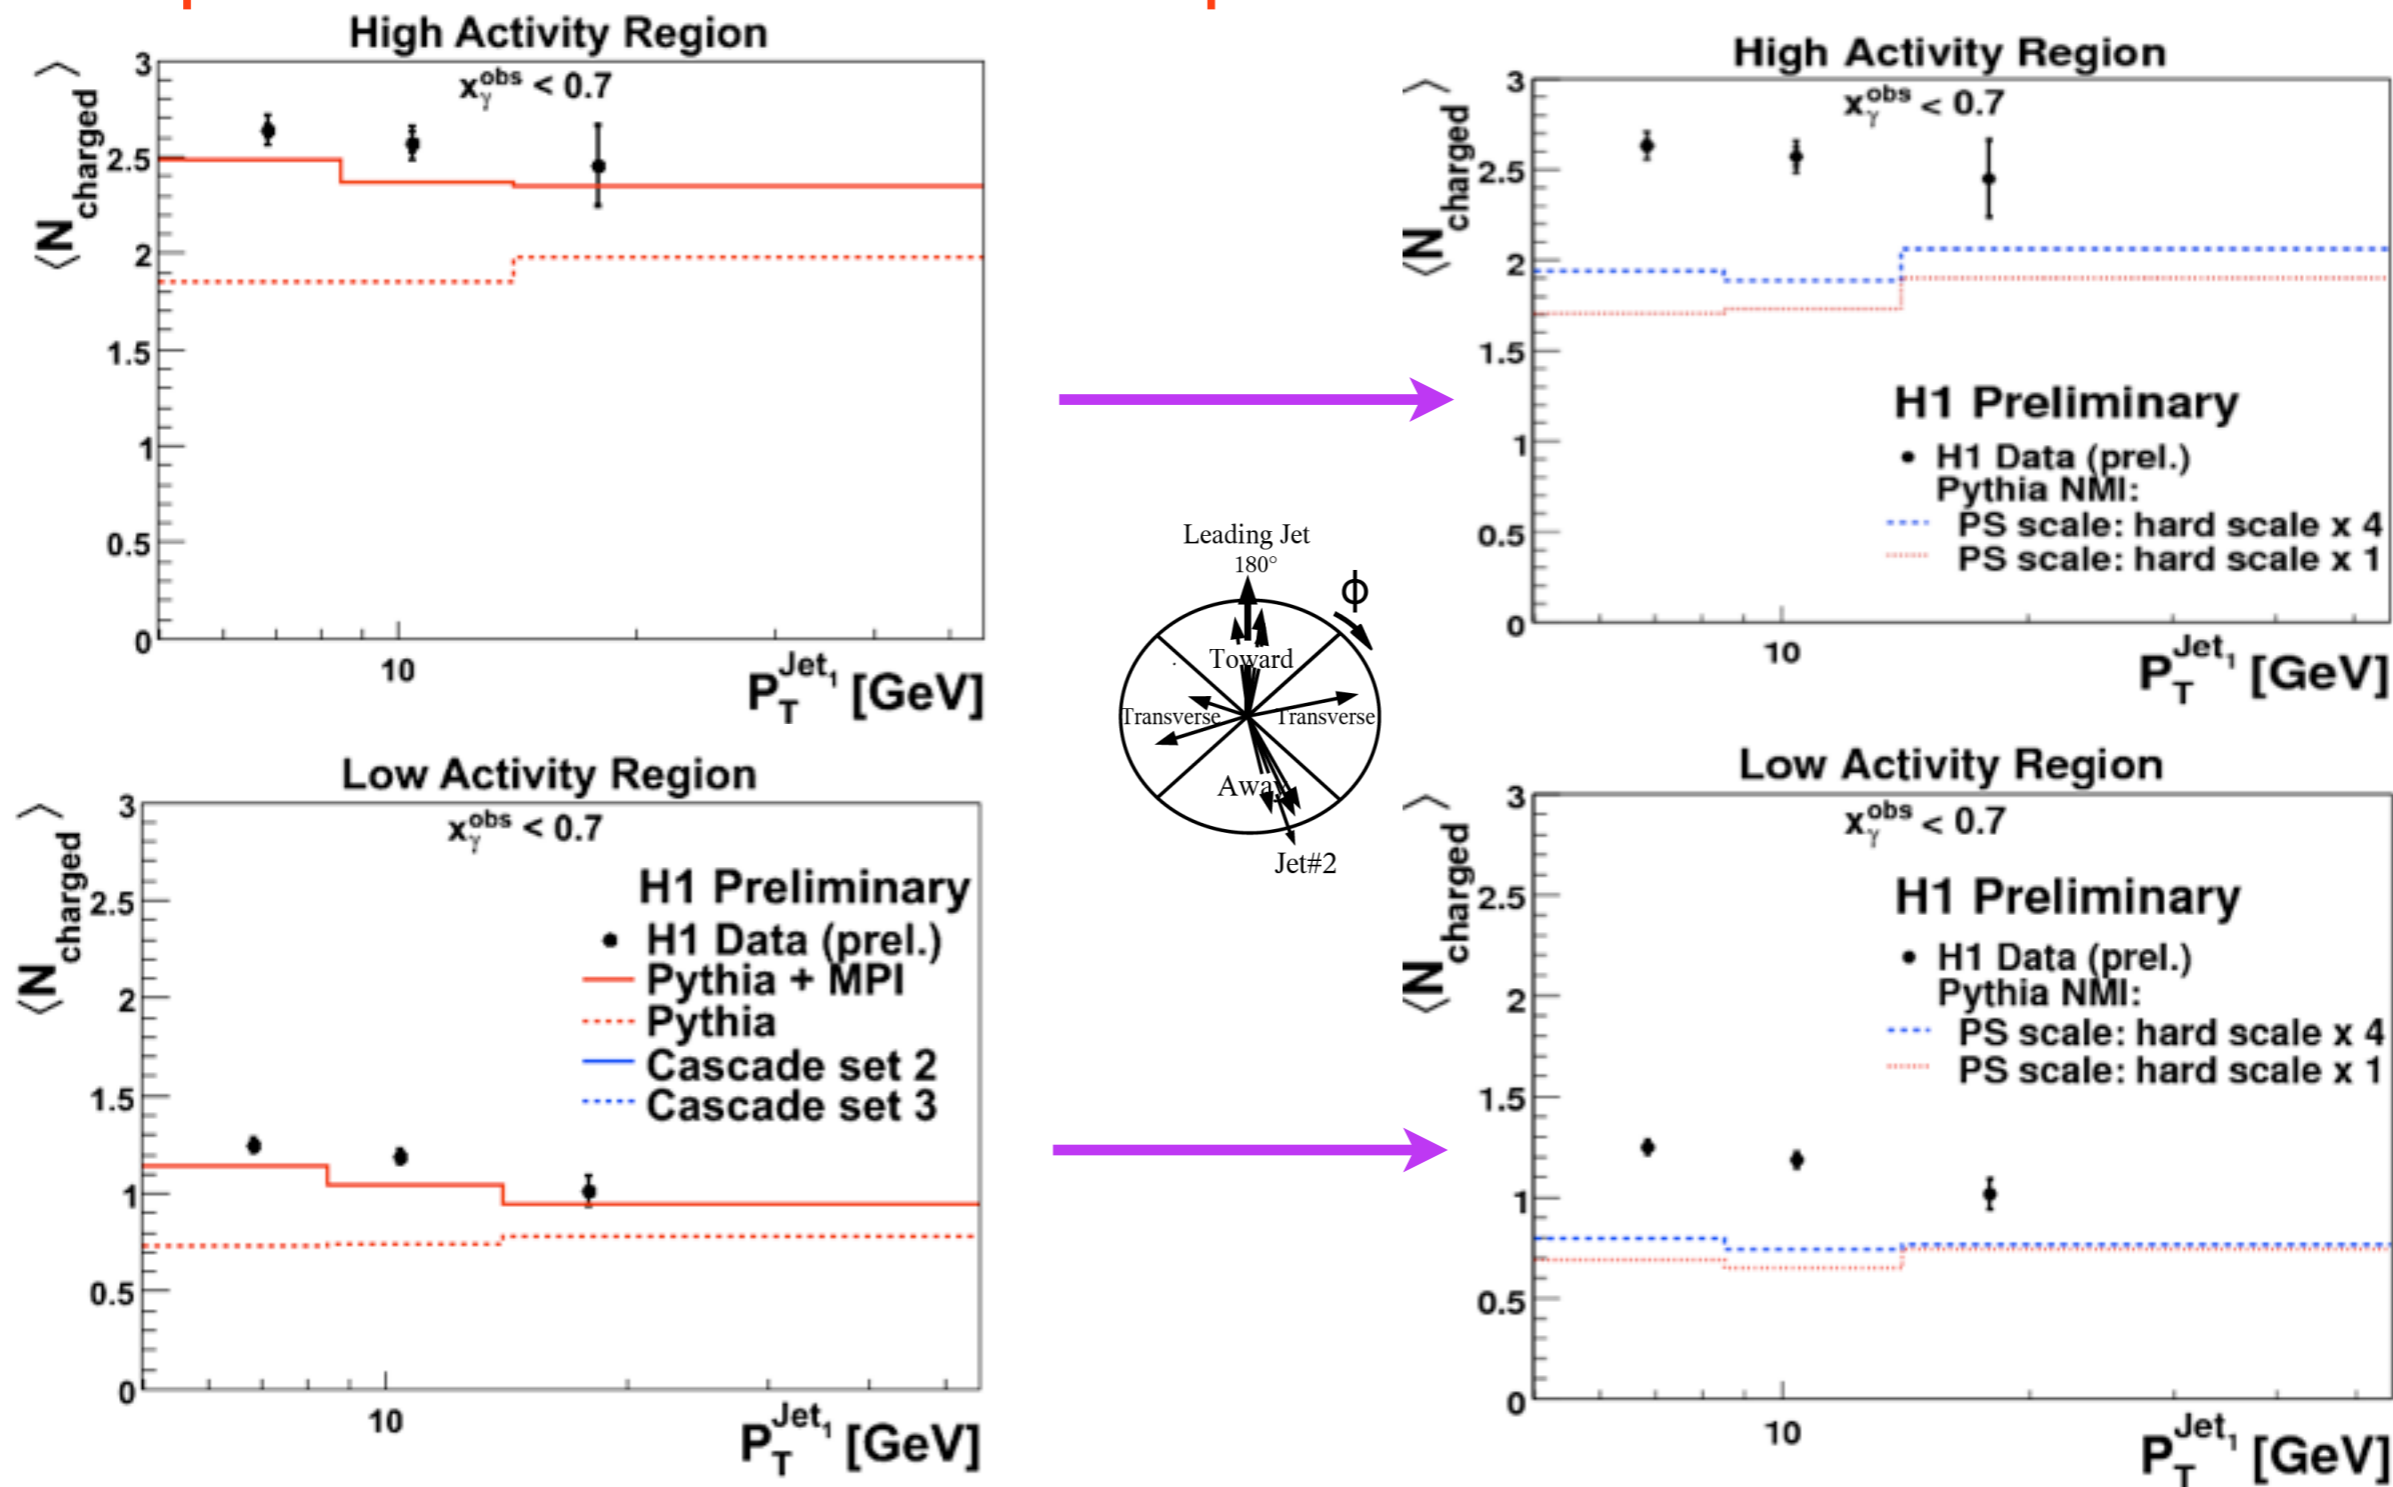 High Activity Region
x_γ^obs < 0.7
⟨N_charged⟩
3
2.5
2
1.5
1
0.5
0
10
P_T^Jet_1 [GeV]
High Activity Region
x_γ^obs < 0.7
⟨N_charged⟩
3
2.5
2
1.5
1
0.5
0
H1 Preliminary
H1 Data (prel.)
Pythia NMI:
PS scale: hard scale x 4
PS scale: hard scale x 1
10
P_T^Jet_1 [GeV]
Leading Jet
180°
ϕ
Toward
Transverse Transverse
Away
Jet#2
Low Activity Region
x_γ^obs < 0.7
⟨N_charged⟩
3
2.5
2
1.5
1
0.5
0
H1 Preliminary
H1 Data (prel.)
Pythia + MPI
Pythia
Cascade set 2
Cascade set 3
10
P_T^Jet_1 [GeV]
Low Activity Region
x_γ^obs < 0.7
⟨N_charged⟩
3
2.5
2
1.5
1
0.5
0
H1 Preliminary
H1 Data (prel.)
Pythia NMI:
PS scale: hard scale x 4
PS scale: hard scale x 1
10
P_T^Jet_1 [GeV]